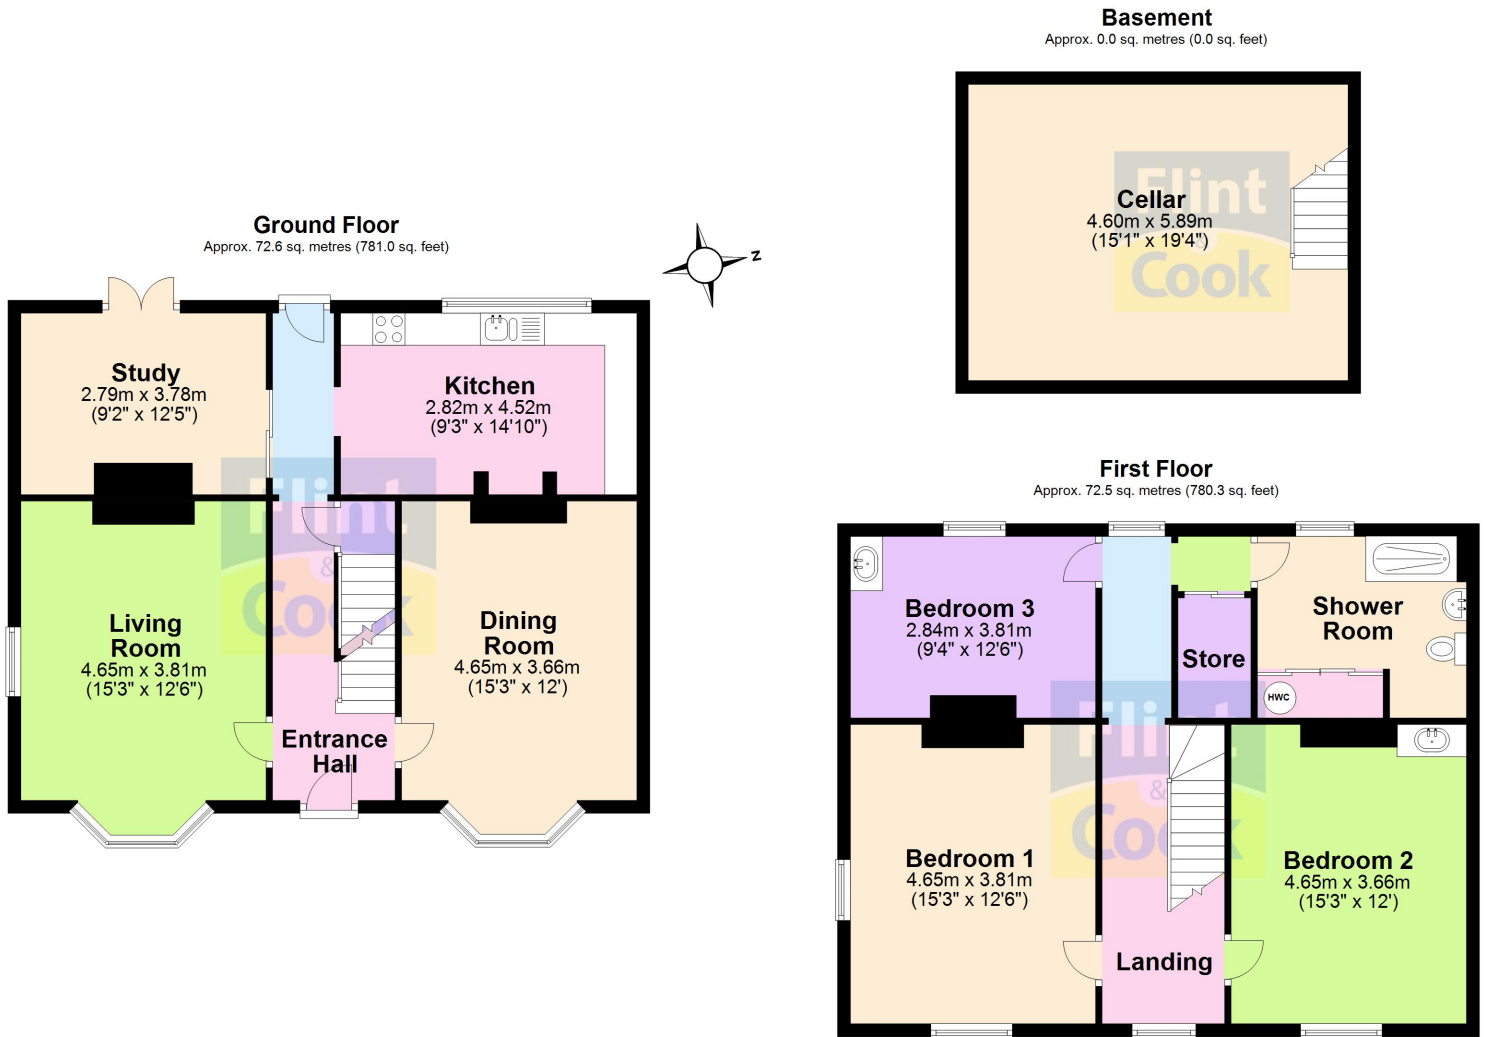 Basement
Approx. 0.0 sq. metres (0.0 sq. feet)
Flint
Cellar
4.60m x 5.89m
(15'1" x 19'4")
&
Cook
Ground Floor
Approx. 72.6 sq. metres (781.0 sq. feet)
Z
Study
2.79m x 3.78m
(9'2" x 12'5")
Kitchen
2.82m x 4.52m
(9'3" x 14'10")
Flint
&
Cook
Living
Room
4.65m x 3.81m
(15'3" x 12'6")
Dining
Room
4.65m x 3.66m
(15'3" x 12')
Entrance
Hall
First Floor
Approx. 72.5 sq. metres (780.3 sq. feet)
Bedroom 3
2.84m x 3.81m
(9'4" x 12'6")
Store
Shower
Room
HWC
Flint
&
Cook
Bedroom 1
4.65m x 3.81m
(15'3" x 12'6")
Bedroom 2
4.65m x 3.66m
(15'3" x 12')
Landing